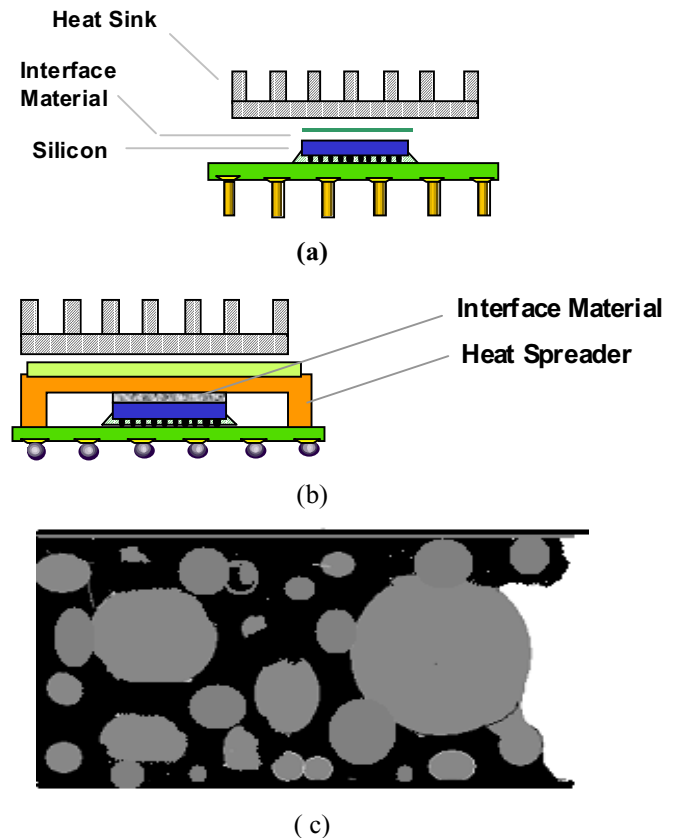 Heat Sink
Interface
Material
Silicon
(a)
Interface Material
Heat Spreader
(b)
( c)